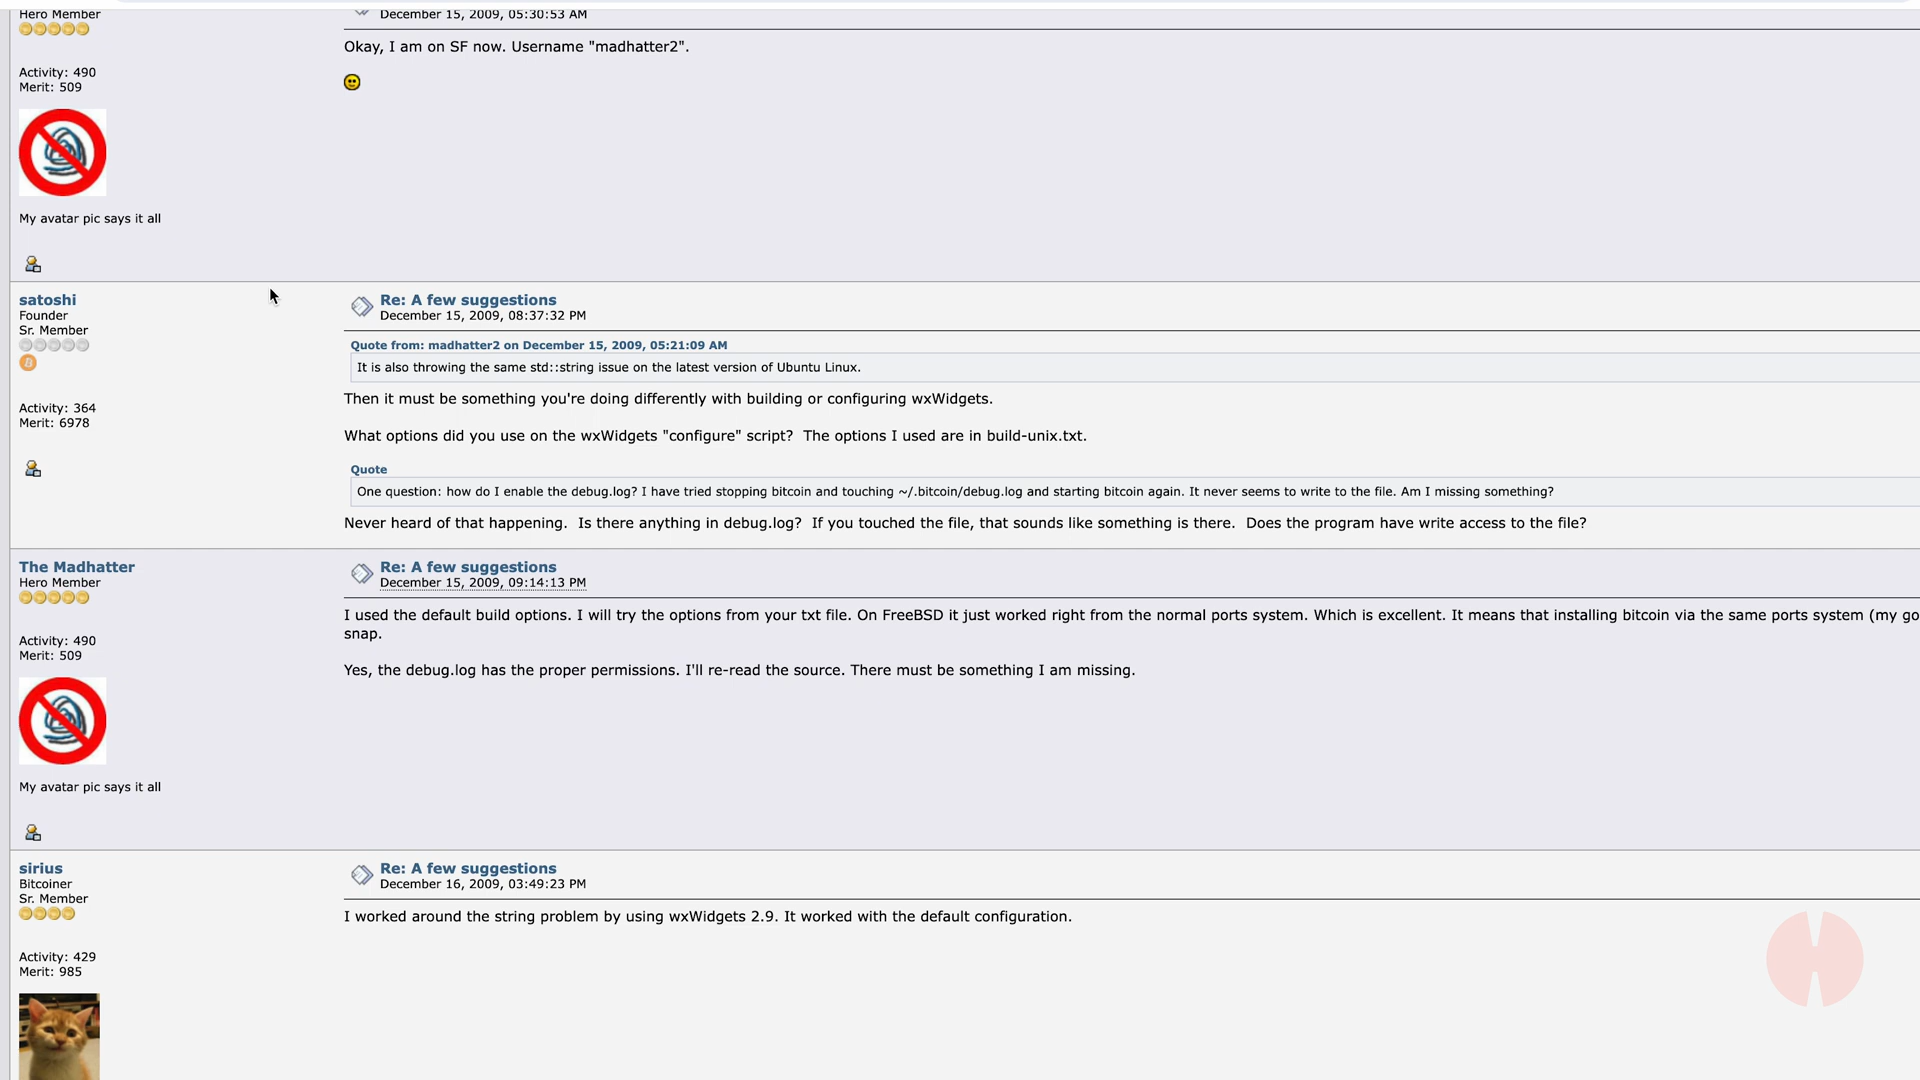 Hero Member
December 15, 2009, 05:30:53 AM
Okay, I am on SF now. Username "madhatter2".
Activity: 490
Merit: 509
My avatar pic says it all
satoshi
Founder
Sr. Member
Activity: 364
Merit: 6978
Re: A few suggestions
December 15, 2009, 08:37:32 PM
Quote from: madhatter2 on December 15, 2009, 05:21:09 AM
It is also throwing the same std::string issue on the latest version of Ubuntu Linux.
Then it must be something you're doing differently with building or configuring wxWidgets.
What options did you use on the wxWidgets "configure" script?  The options I used are in build-unix.txt.
Quote
One question: how do I enable the debug.log? I have tried stopping bitcoin and touching ~/.bitcoin/debug.log and starting bitcoin again. It never seems to write to the file. Am I missing something?
Never heard of that happening.  Is there anything in debug.log?  If you touched the file, that sounds like something is there.  Does the program have write access to the file?
The Madhatter
Hero Member
Activity: 490
Merit: 509
My avatar pic says it all
Re: A few suggestions
December 15, 2009, 09:14:13 PM
I used the default build options. I will try the options from your txt file. On FreeBSD it just worked right from the normal ports system. Which is excellent. It means that installing bitcoin via the same ports system (my go
snap.
Yes, the debug.log has the proper permissions. I'll re-read the source. There must be something I am missing.
sirius
Bitcoiner
Sr. Member
Activity: 429
Merit: 985
Re: A few suggestions
December 16, 2009, 03:49:23 PM
I worked around the string problem by using wxWidgets 2.9. It worked with the default configuration.